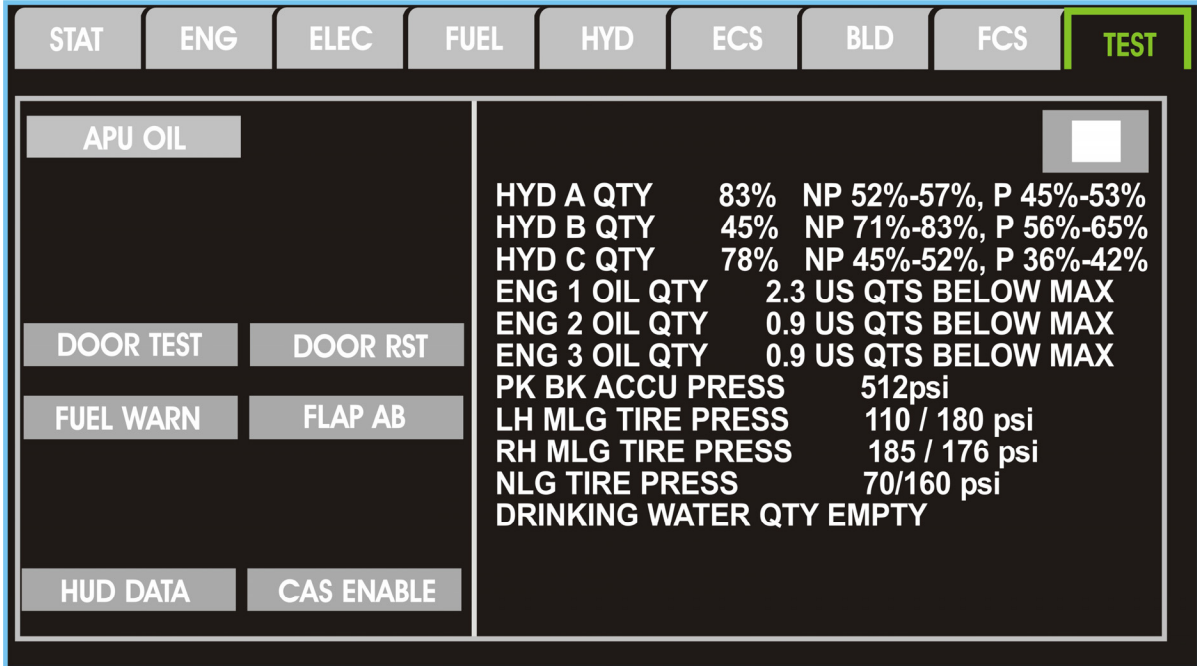 STAT ENG ELEC FUEL HYD ECS BLD FCS TEST
APU OIL
DOOR TEST DOOR RST
FUEL WARN FLAP AB
HUD DATA CAS ENABLE
HYD A QTY 83% NP 52%-57%, P 45%-53%
HYD B QTY 45% NP 71%-83%, P 56%-65%
HYD C QTY 78% NP 45%-52%, P 36%-42%
ENG 1 OIL QTY 2.3 US QTS BELOW MAX
ENG 2 OIL QTY 0.9 US QTS BELOW MAX
ENG 3 OIL QTY 0.9 US QTS BELOW MAX
PK BK ACCU PRESS 512psi
LH MLG TIRE PRESS 110 / 180 psi
RH MLG TIRE PRESS 185 / 176 psi
NLG TIRE PRESS 70/160 psi
DRINKING WATER QTY EMPTY